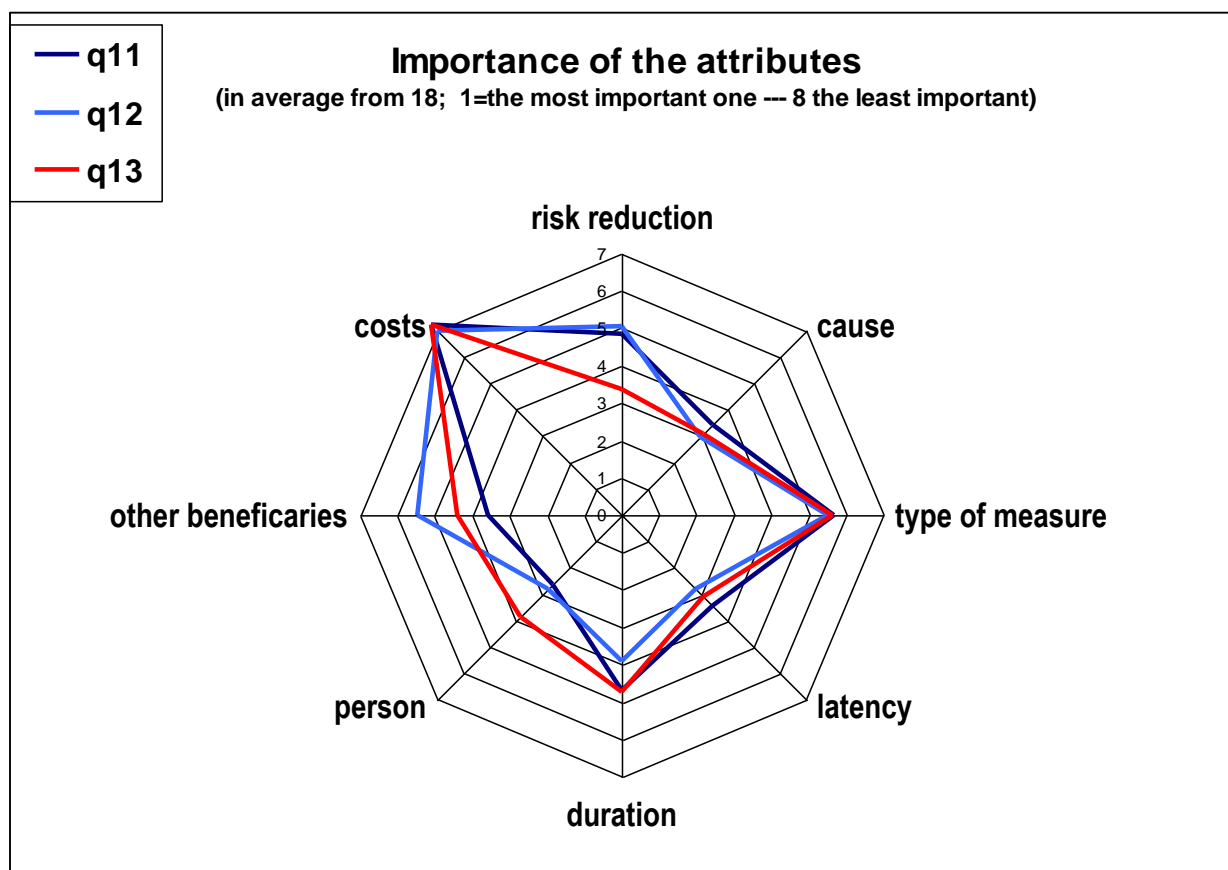 q11
q12
q13
Importance of the attributes
(in average from 18;  1=the most important one --- 8 the least important)
risk reduction
7
6
5
4
3
2
1
0
costs
cause
other beneficaries
type of measure
person
latency
duration